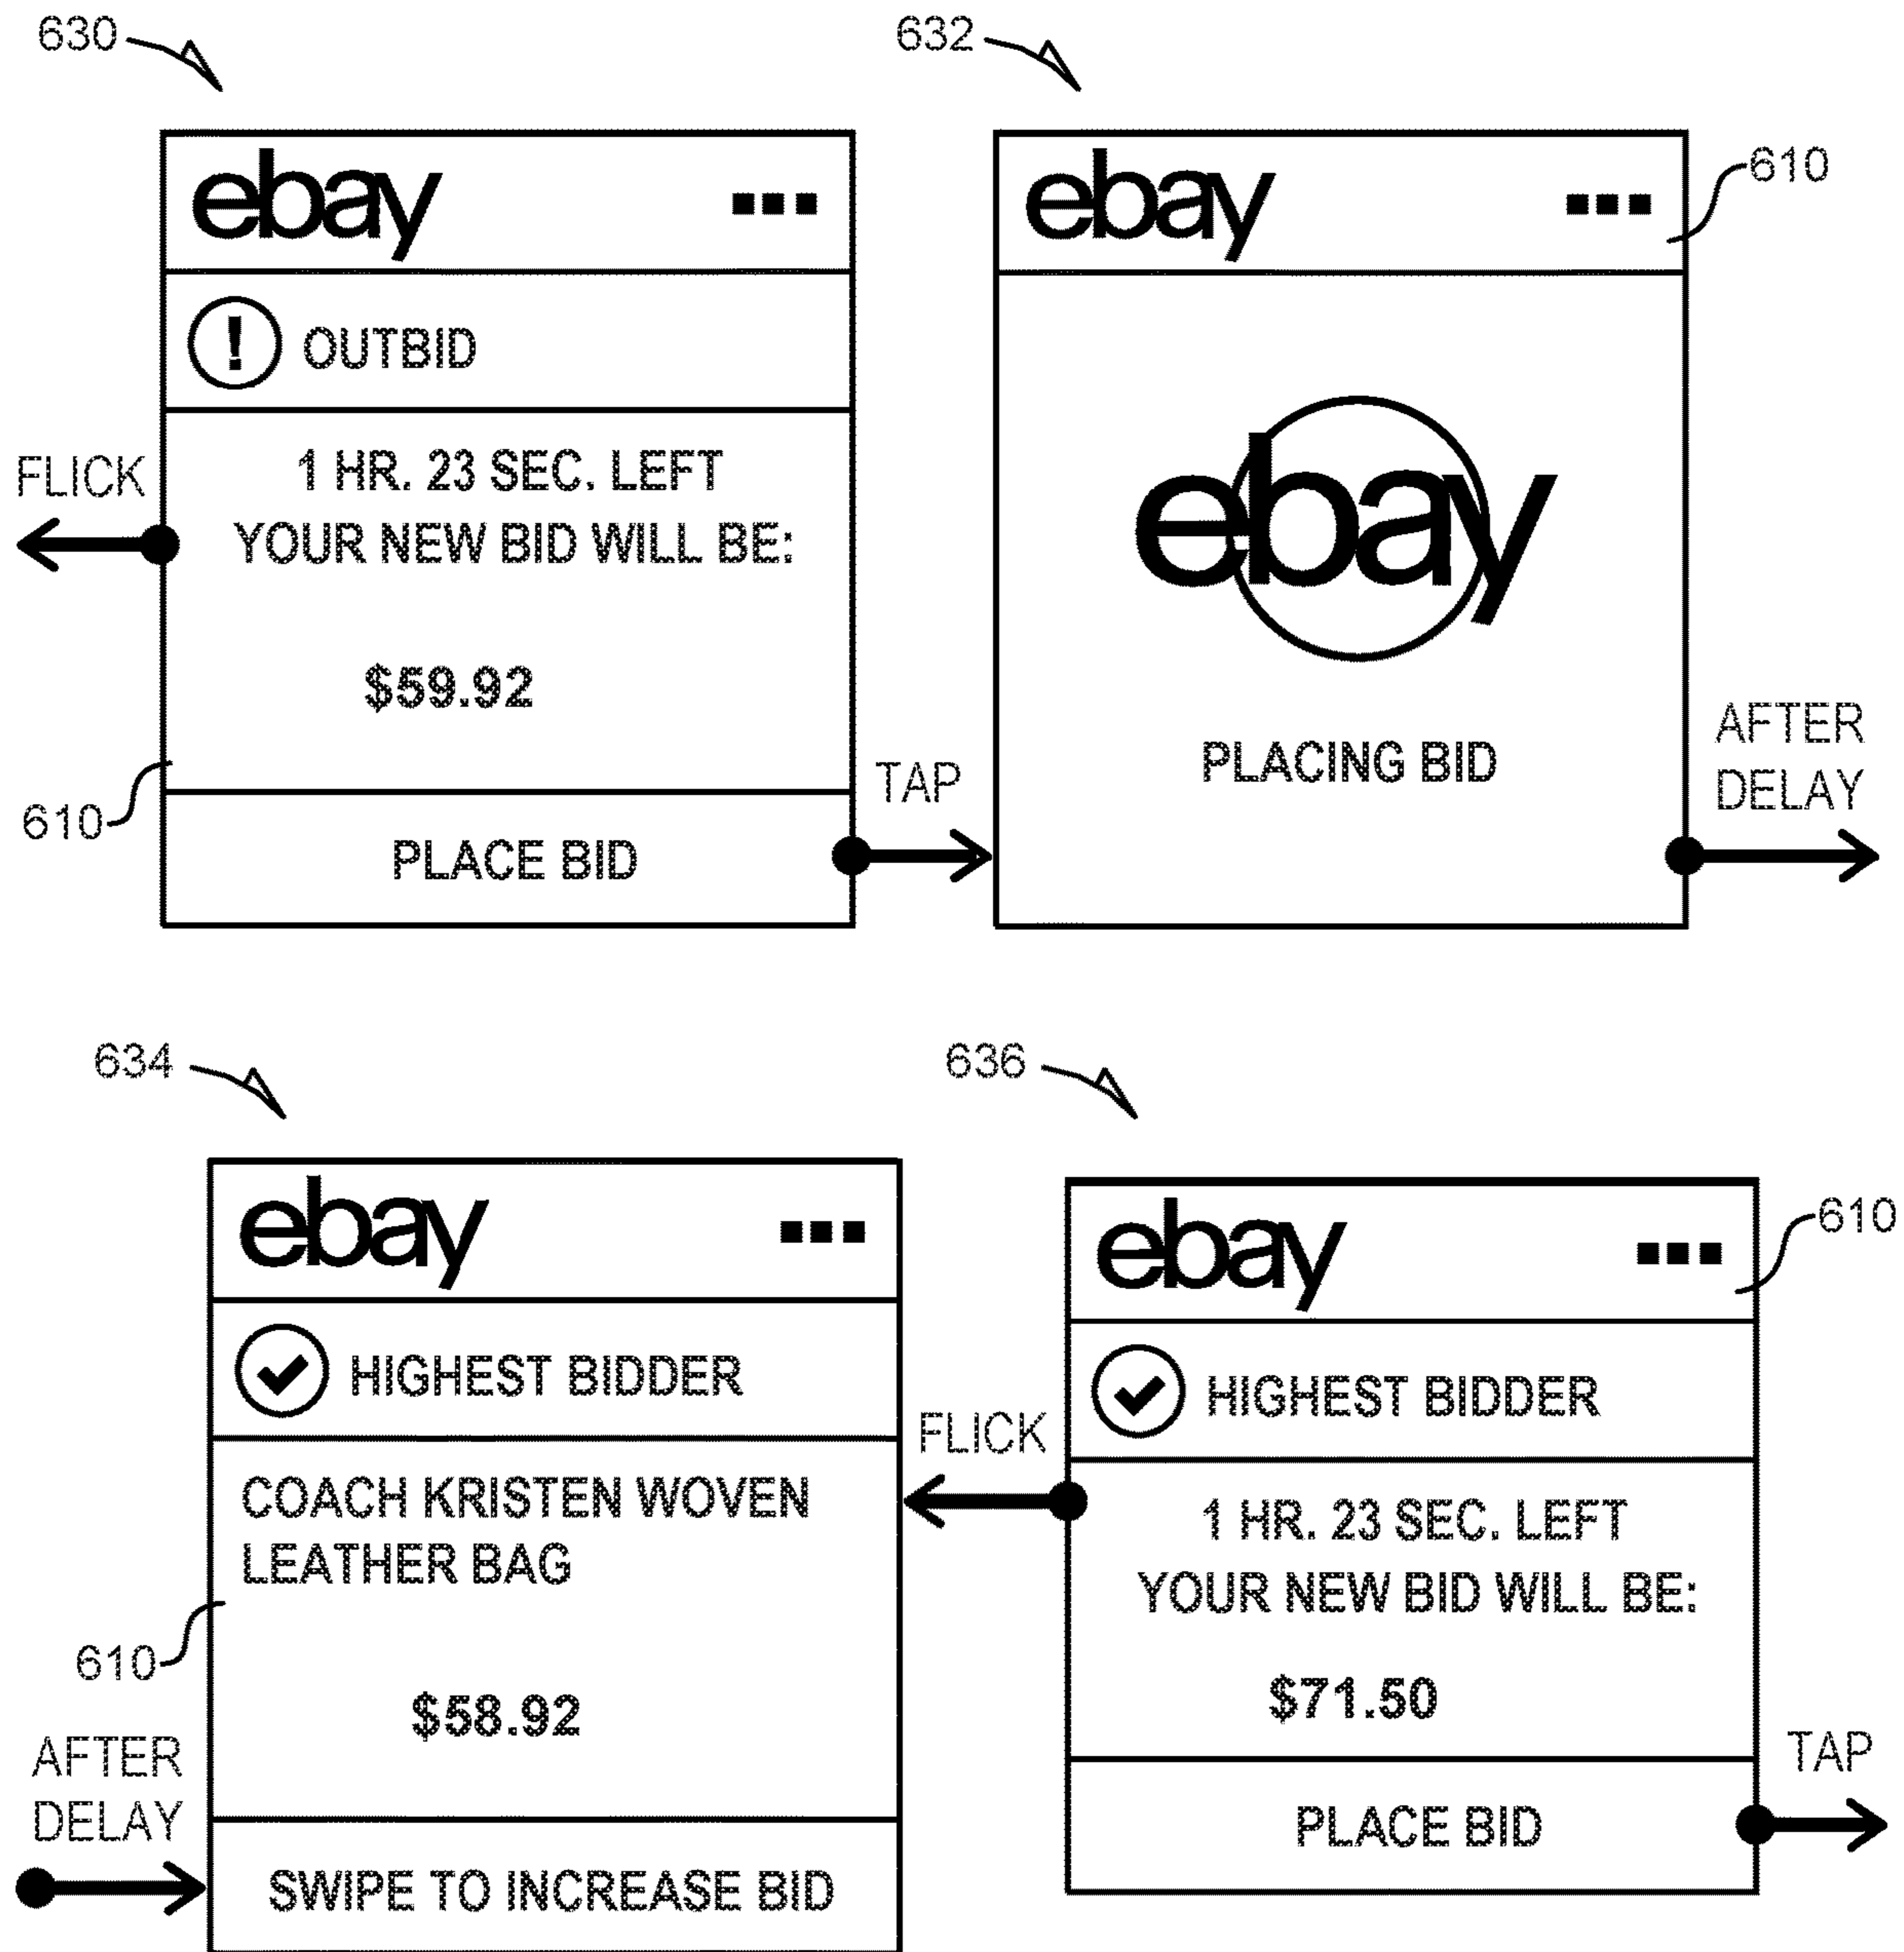 630
632
ebay
OUTBID
1 HR. 23 SEC. LEFT
YOUR NEW BID WILL BE:
$59.92
PLACE BID
FLICK
610
TAP
ebay
610
ebay
PLACING BID
AFTER
DELAY
634
636
ebay
HIGHEST BIDDER
COACH KRISTEN WOVEN
LEATHER BAG
610
$58.92
AFTER
DELAY
SWIPE TO INCREASE BID
FLICK
ebay
610
HIGHEST BIDDER
1 HR. 23 SEC. LEFT
YOUR NEW BID WILL BE:
$71.50
PLACE BID
TAP